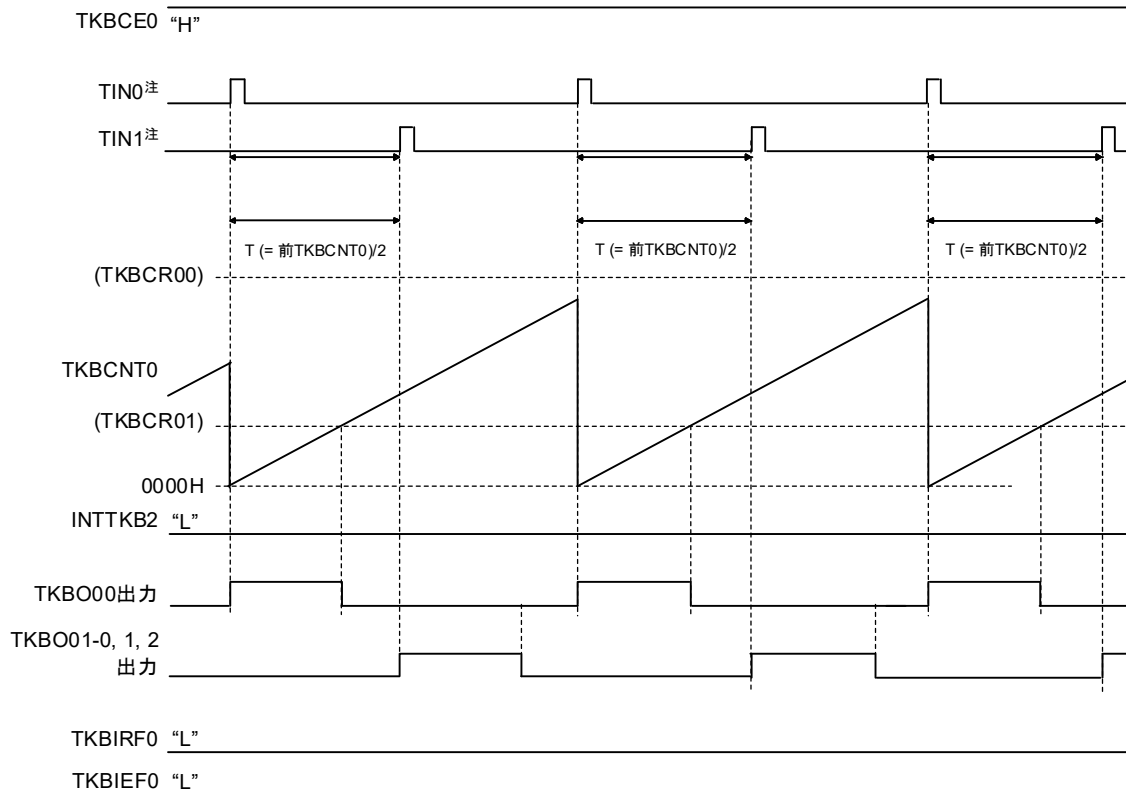 TKBCE0 “H”
TIN0注
TIN1注
T (= 前TKBCNT0)/2 T (= 前TKBCNT0)/2 T (= 前TKBCNT0)/2
(TKBCR00)
TKBCNT0
(TKBCR01)
0000H
INTTKB2 “L”
TKBO00出力
TKBO01-0, 1, 2
出力
TKBIRF0 “L”
TKBIEF0 “L”